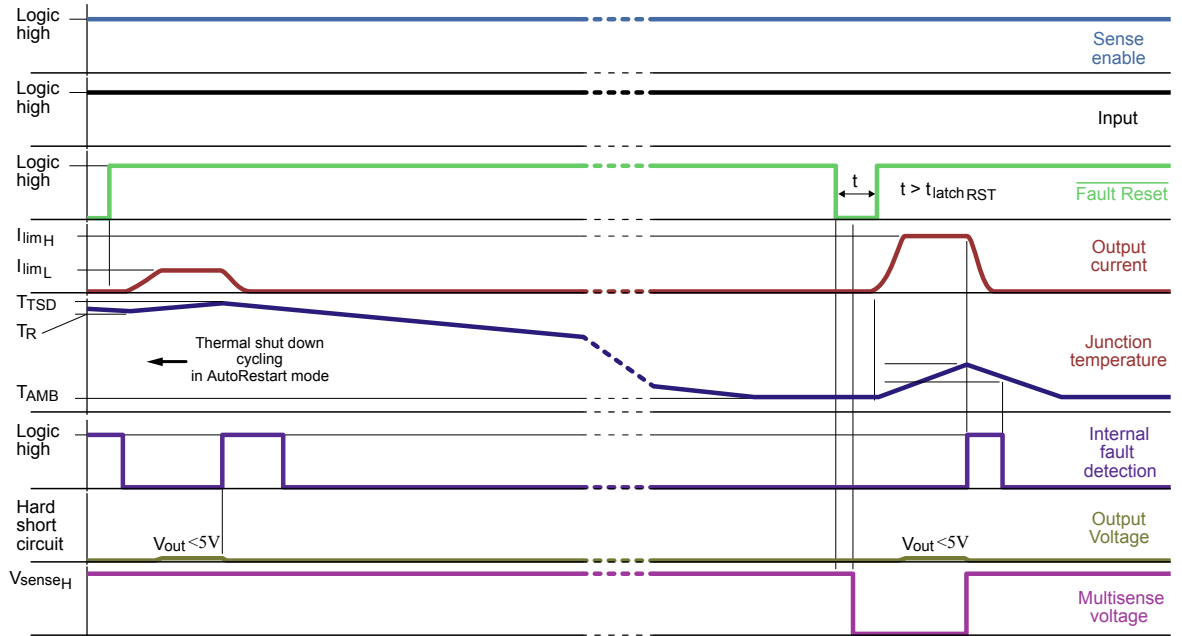 Logic
high
Sense
enable
Logic
high
Input
Logic
high
t
t > tlatchRST
Fault Reset
IlimH
IlimL
Output
current
TTSD
TR
Thermal shut down
cycling
in AutoRestart mode
Junction
temperature
TAMB
Logic
high
Internal
fault
detection
Hard
short
circuit
Vout <5V
Vout <5V
Output
Voltage
VsenseH
Multisense
voltage